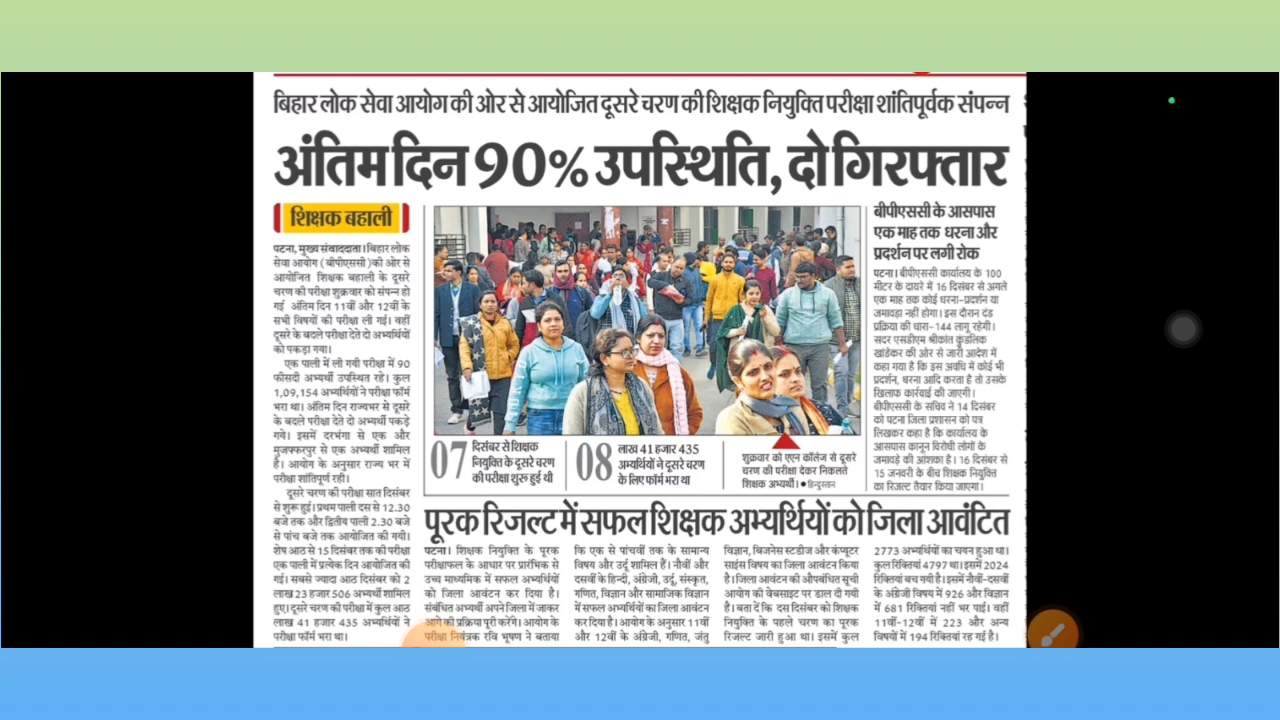 बिहार लोक सेवा आयोग की ओर से आयोजित दूसरे चरण की शिक्षक नियुक्ति परीक्षा शांतिपूर्वक संपन्न
अंतिम दिन 90% उपस्थिति, दो गिरफ्तार
शिक्षक बहाली
पटना, मुख्य संवाददाता। बिहार लोक
सेवा आयोग (बीपीएससी) की ओर से
आयोजित शिक्षक बहाली के दूसरे
चरण की परीक्षा शुक्रवार को संपन्न हो
गई अंतिम दिन 11वीं और 12वीं के
सभी विषयों की परीक्षा ली गई। वहीं
दूसरे के बदले परीक्षा देते दो अभ्यर्थियों
को पकड़ा गया।
एक पाली में ली गयी परीक्षा में 90
फीसदी अभ्यर्थी उपस्थित रहे। कुल
1,09,154 अभ्यर्थियों ने परीक्षा फॉर्म
भरा था। अंतिम दिन राज्यभर से दूसरे
के बदले परीक्षा देते दो अभ्यर्थी पकड़े
गये। इसमें दरभंगा से एक और
मुजफ्फरपुर से एक अभ्यर्थी शामिल
है। आयोग के अनुसार राज्य भर में
परीक्षा शांतिपूर्ण रही।
दूसरे चरण की परीक्षा सात दिसंबर
से शुरू हुई। प्रथम पाली दस से 12.30
बजे तक और द्वितीय पाली 2.30 बजे
से पांच बजे तक आयोजित की गयी।
शेष आठ से 15 दिसंबर तक की परीक्षा
एक पाली में प्रत्येक दिन आयोजित की
गई। सबसे ज्यादा आठ दिसंबर को 2
लाख 23 हजार 506 अभ्यर्थी शामिल
हुए। दूसरे चरण की परीक्षा में कुल आठ
लाख 41 हजार 435 अभ्यर्थियों ने
परीक्षा फॉर्म भरा था।
07 दिसंबर से शिक्षक
नियुक्ति के दूसरे चरण
की परीक्षा शुरू हुई थी
08 लाख 41 हजार 435
अभ्यर्थियों ने दूसरे चरण
के लिए फॉर्म भरा था
शुक्रवार को एएन कॉलेज से दूसरे
चरण की परीक्षा देकर निकलते
शिक्षक अभ्यर्थी। ● हिन्दुस्तान
बीपीएससी के आसपास
एक माह तक धरना और
प्रदर्शन पर लगी रोक
पटना। बीपीएससी कार्यालय के 100
मीटर के दायरे में 16 दिसंबर से अगले
एक माह तक कोई धरना-प्रदर्शन या
जमावड़ा नहीं होगा। इस दौरान दंड
प्रक्रिया की धारा-144 लागू रहेगी।
सदर एसडीएम श्रीकांत कुंडलिक
खांडेकर की ओर से जारी आदेश में
कहा गया है कि इस अवधि में कोई भी
प्रदर्शन, धरना आदि करता है तो उसके
खिलाफ कार्रवाई की जाएगी।
बीपीएससी के सचिव ने 14 दिसंबर
को पटना जिला प्रशासन को पत्र
लिखकर कहा है कि कार्यालय के
आसपास कानून विरोधी लोगों के
जमावड़े की आशंका है। 16 दिसंबर से
15 जनवरी के बीच शिक्षक नियुक्ति
का रिजल्ट तैयार किया जाएगा।
पूरक रिजल्ट में सफल शिक्षक अभ्यर्थियों को जिला आवंटित
पटना। शिक्षक नियुक्ति के पूरक
परीक्षाफल के आधार पर प्रारंभिक से
उच्च माध्यमिक में सफल अभ्यर्थियों
को जिला आवंटन कर दिया है।
संबंधित अभ्यर्थी अपने जिला में जाकर
आगे की प्रक्रिया पूरी करेंगे। आयोग के
परीक्षा नियंत्रक रवि भूषण ने बताया
कि एक से पांचवीं तक के सामान्य
विषय और उर्दू शामिल हैं। नौवीं और
दसवीं के हिन्दी, अंग्रेजी, उर्दू, संस्कृत,
गणित, विज्ञान और सामाजिक विज्ञान
में सफल अभ्यर्थियों का जिला आवंटन
कर दिया है। आयोग के अनुसार 11वीं
और 12वीं के अंग्रेजी, गणित, जंतु
विज्ञान, बिजनेस स्टडीज और कंप्यूटर
साइंस विषय का जिला आवंटन किया
है। जिला आवंटन की औपबंधित सूची
आयोग की वेबसाइट पर डाल दी गयी
है। बता दें कि दस दिसंबर को शिक्षक
नियुक्ति के पहले चरण का पूरक
रिजल्ट जारी हुआ था। इसमें कुल
2773 अभ्यर्थियों का चयन हुआ था।
कुल रिक्तियां 4797 था। इसमें 2024
रिक्तियां बच गयी है। इसमें नौवीं-दसवीं
के अंग्रेजी विषय में 926 और विज्ञान
में 681 रिक्तियां नहीं भर पाई। वहीं
11वीं-12वीं में 223 और अन्य
विषयों में 194 रिक्तियां रह गई है।